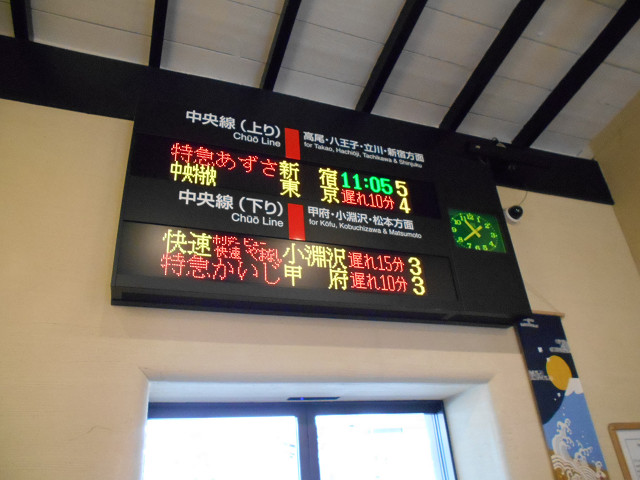 中央線(上り) 高尾・八王子・立川・新宿方面
Chūō Line for Takao, Hachiōji, Tachikawa & Shinjuku
特急あずさ 新宿 11:05 5
中央特快 東京 遅れ10分 4
中央線(下り) 甲府・小淵沢・松本方面
Chūō Line for Kōfu, Kobuchizawa & Matsumoto
快速 快速 小淵沢 遅れ15分 3
特急かいじ 甲府 遅れ10分 3